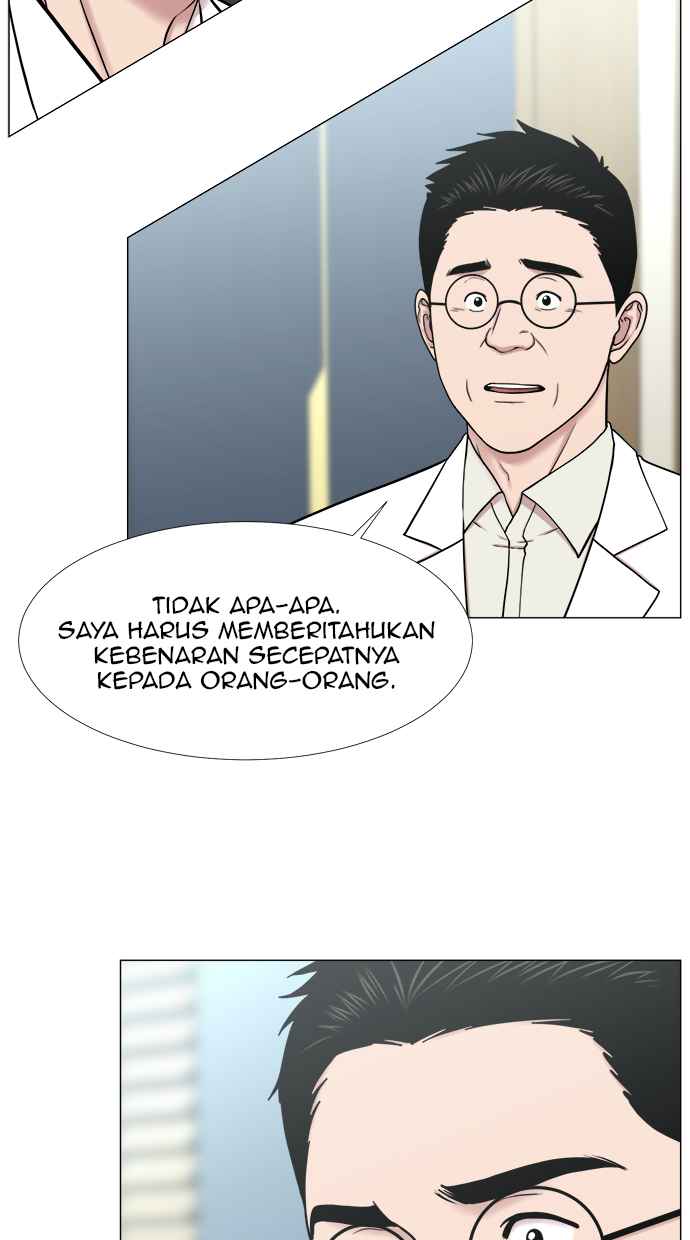 TIDAK APA-APA.
SAYA HARUS MEMBERITAHUKAN
KEBENARAN SECEPATNYA
KEPADA ORANG-ORANG.